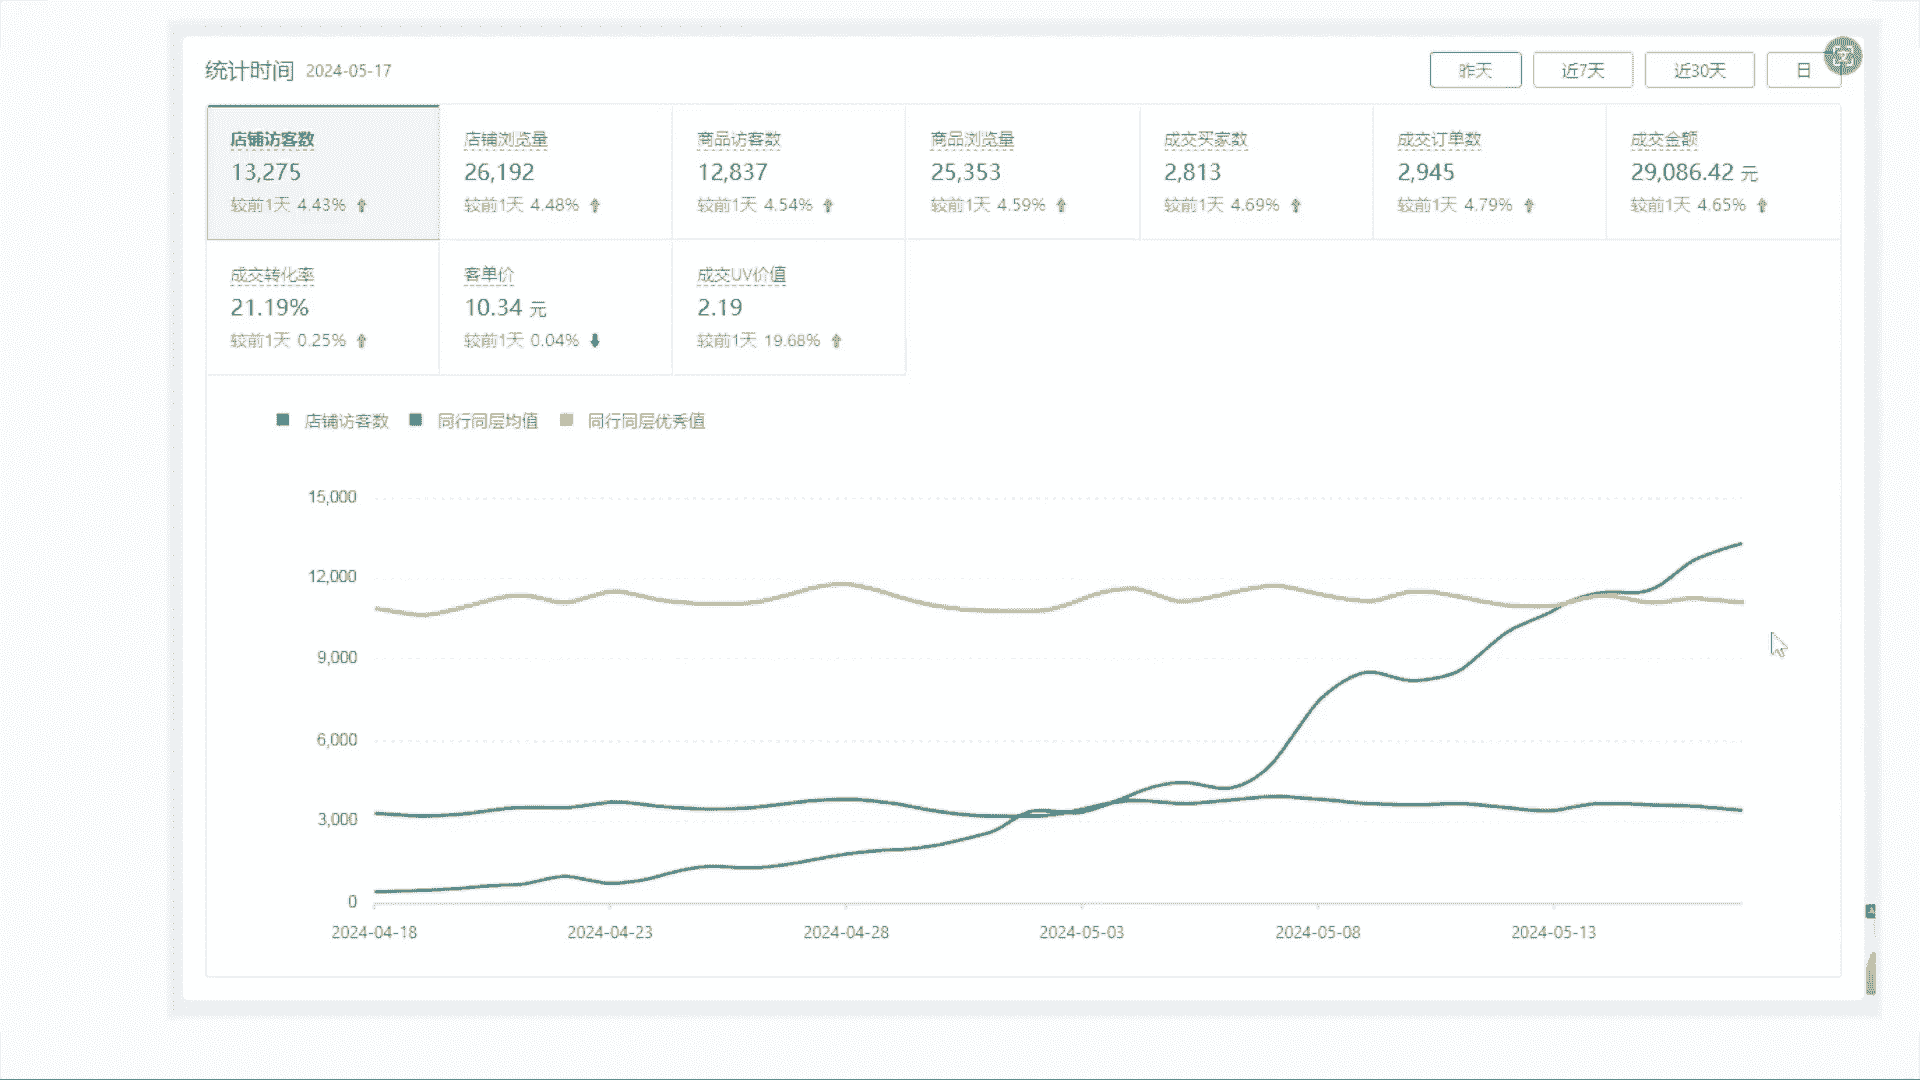 统计时间 2024-05-17
昨天 近7天 近30天 日
店铺访客数 店铺浏览量 商品访客数 商品浏览量 成交买家数 成交订单数 成交金额
13,275 26,192 12,837 25,353 2,813 2,945 29,086.42 元
较前1天 4.43% 较前1天 4.48% 较前1天 4.54% 较前1天 4.59% 较前1天 4.69% 较前1天 4.79% 较前1天 4.65%
成交转化率 客单价 成交UV价值
21.19% 10.34 元 2.19
较前1天 0.25% 较前1天 0.04% 较前1天 19.68%
店铺访客数 同行同层均值 同行同层优秀值
15,000
12,000
9,000
6,000
3,000
0
2024-04-18 2024-04-23 2024-04-28 2024-05-03 2024-05-08 2024-05-13